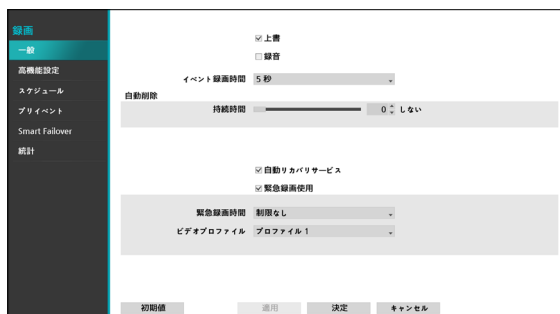 録画
一般
高機能設定
スケジュール
プリイベント
Smart Failover
統計
上書
録音
イベント録画時間 5 秒
自動削除
持続時間 0 しない
自動リカバリサービス
緊急録画使用
緊急録画時間 制限なし
ビデオプロファイル プロファイル 1
初期値 適用 決定 キャンセル